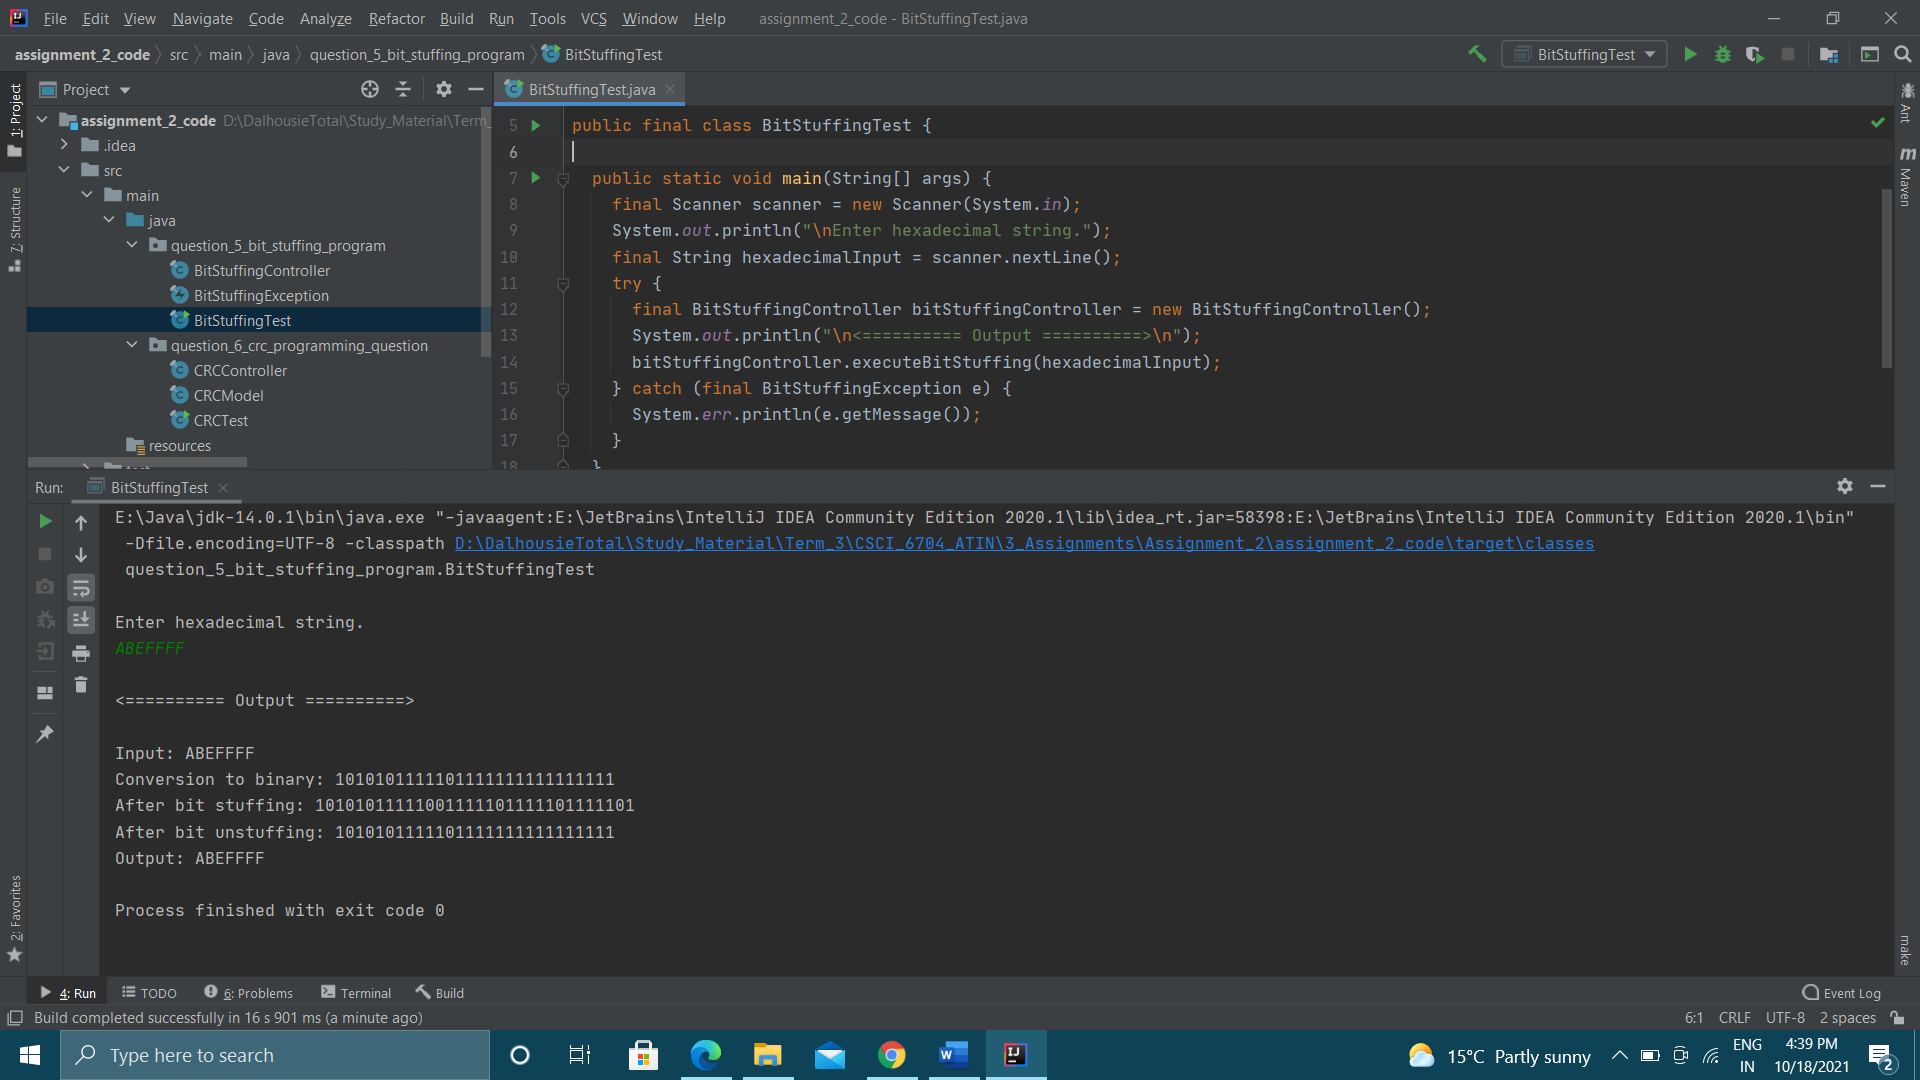 File Edit View Navigate Code Analyze Refactor Build Run Tools VCS Window Help assignment_2_code - BitStuffingTest.java
assignment_2_code src main java question_5_bit_stuffing_program BitStuffingTest BitStuffingTest
1: Project
7: Structure
2: Favorites
Project
assignment_2_code D:\DalhousieTotal\Study_Material\Term_
.idea
src
main
java
question_5_bit_stuffing_program
BitStuffingController
BitStuffingException
BitStuffingTest
question_6_crc_programming_question
CRCController
CRCModel
CRCTest
resources
BitStuffingTest.java
5 public final class BitStuffingTest {
6
7 public static void main(String[] args) {
8 final Scanner scanner = new Scanner(System.in);
9 System.out.println("\nEnter hexadecimal string.");
10 final String hexadecimalInput = scanner.nextLine();
11 try {
12 final BitStuffingController bitStuffingController = new BitStuffingController();
13 System.out.println("\n<========== Output ==========>\n");
14 bitStuffingController.executeBitStuffing(hexadecimalInput);
15 } catch (final BitStuffingException e) {
16 System.err.println(e.getMessage());
17 }
18 }
Ant
Maven
make
Run: BitStuffingTest
E:\Java\jdk-14.0.1\bin\java.exe "-javaagent:E:\JetBrains\IntelliJ IDEA Community Edition 2020.1\lib\idea_rt.jar=58398:E:\JetBrains\IntelliJ IDEA Community Edition 2020.1\bin"
-Dfile.encoding=UTF-8 -classpath D:\DalhousieTotal\Study_Material\Term_3\CSCI_6704_ATIN\3_Assignments\Assignment_2\assignment_2_code\target\classes
question_5_bit_stuffing_program.BitStuffingTest
Enter hexadecimal string.
ABEFFFF
<========== Output ==========>
Input: ABEFFFF
Conversion to binary: 1010101111101111111111111111
After bit stuffing: 10101011111001111101111101111101
After bit unstuffing: 1010101111101111111111111111
Output: ABEFFFF
Process finished with exit code 0
4: Run TODO 6: Problems Terminal Build Event Log
Build completed successfully in 16 s 901 ms (a minute ago) 6:1 CRLF UTF-8 2 spaces
Type here to search 15°C Partly sunny ENG IN 4:39 PM 10/18/2021 2